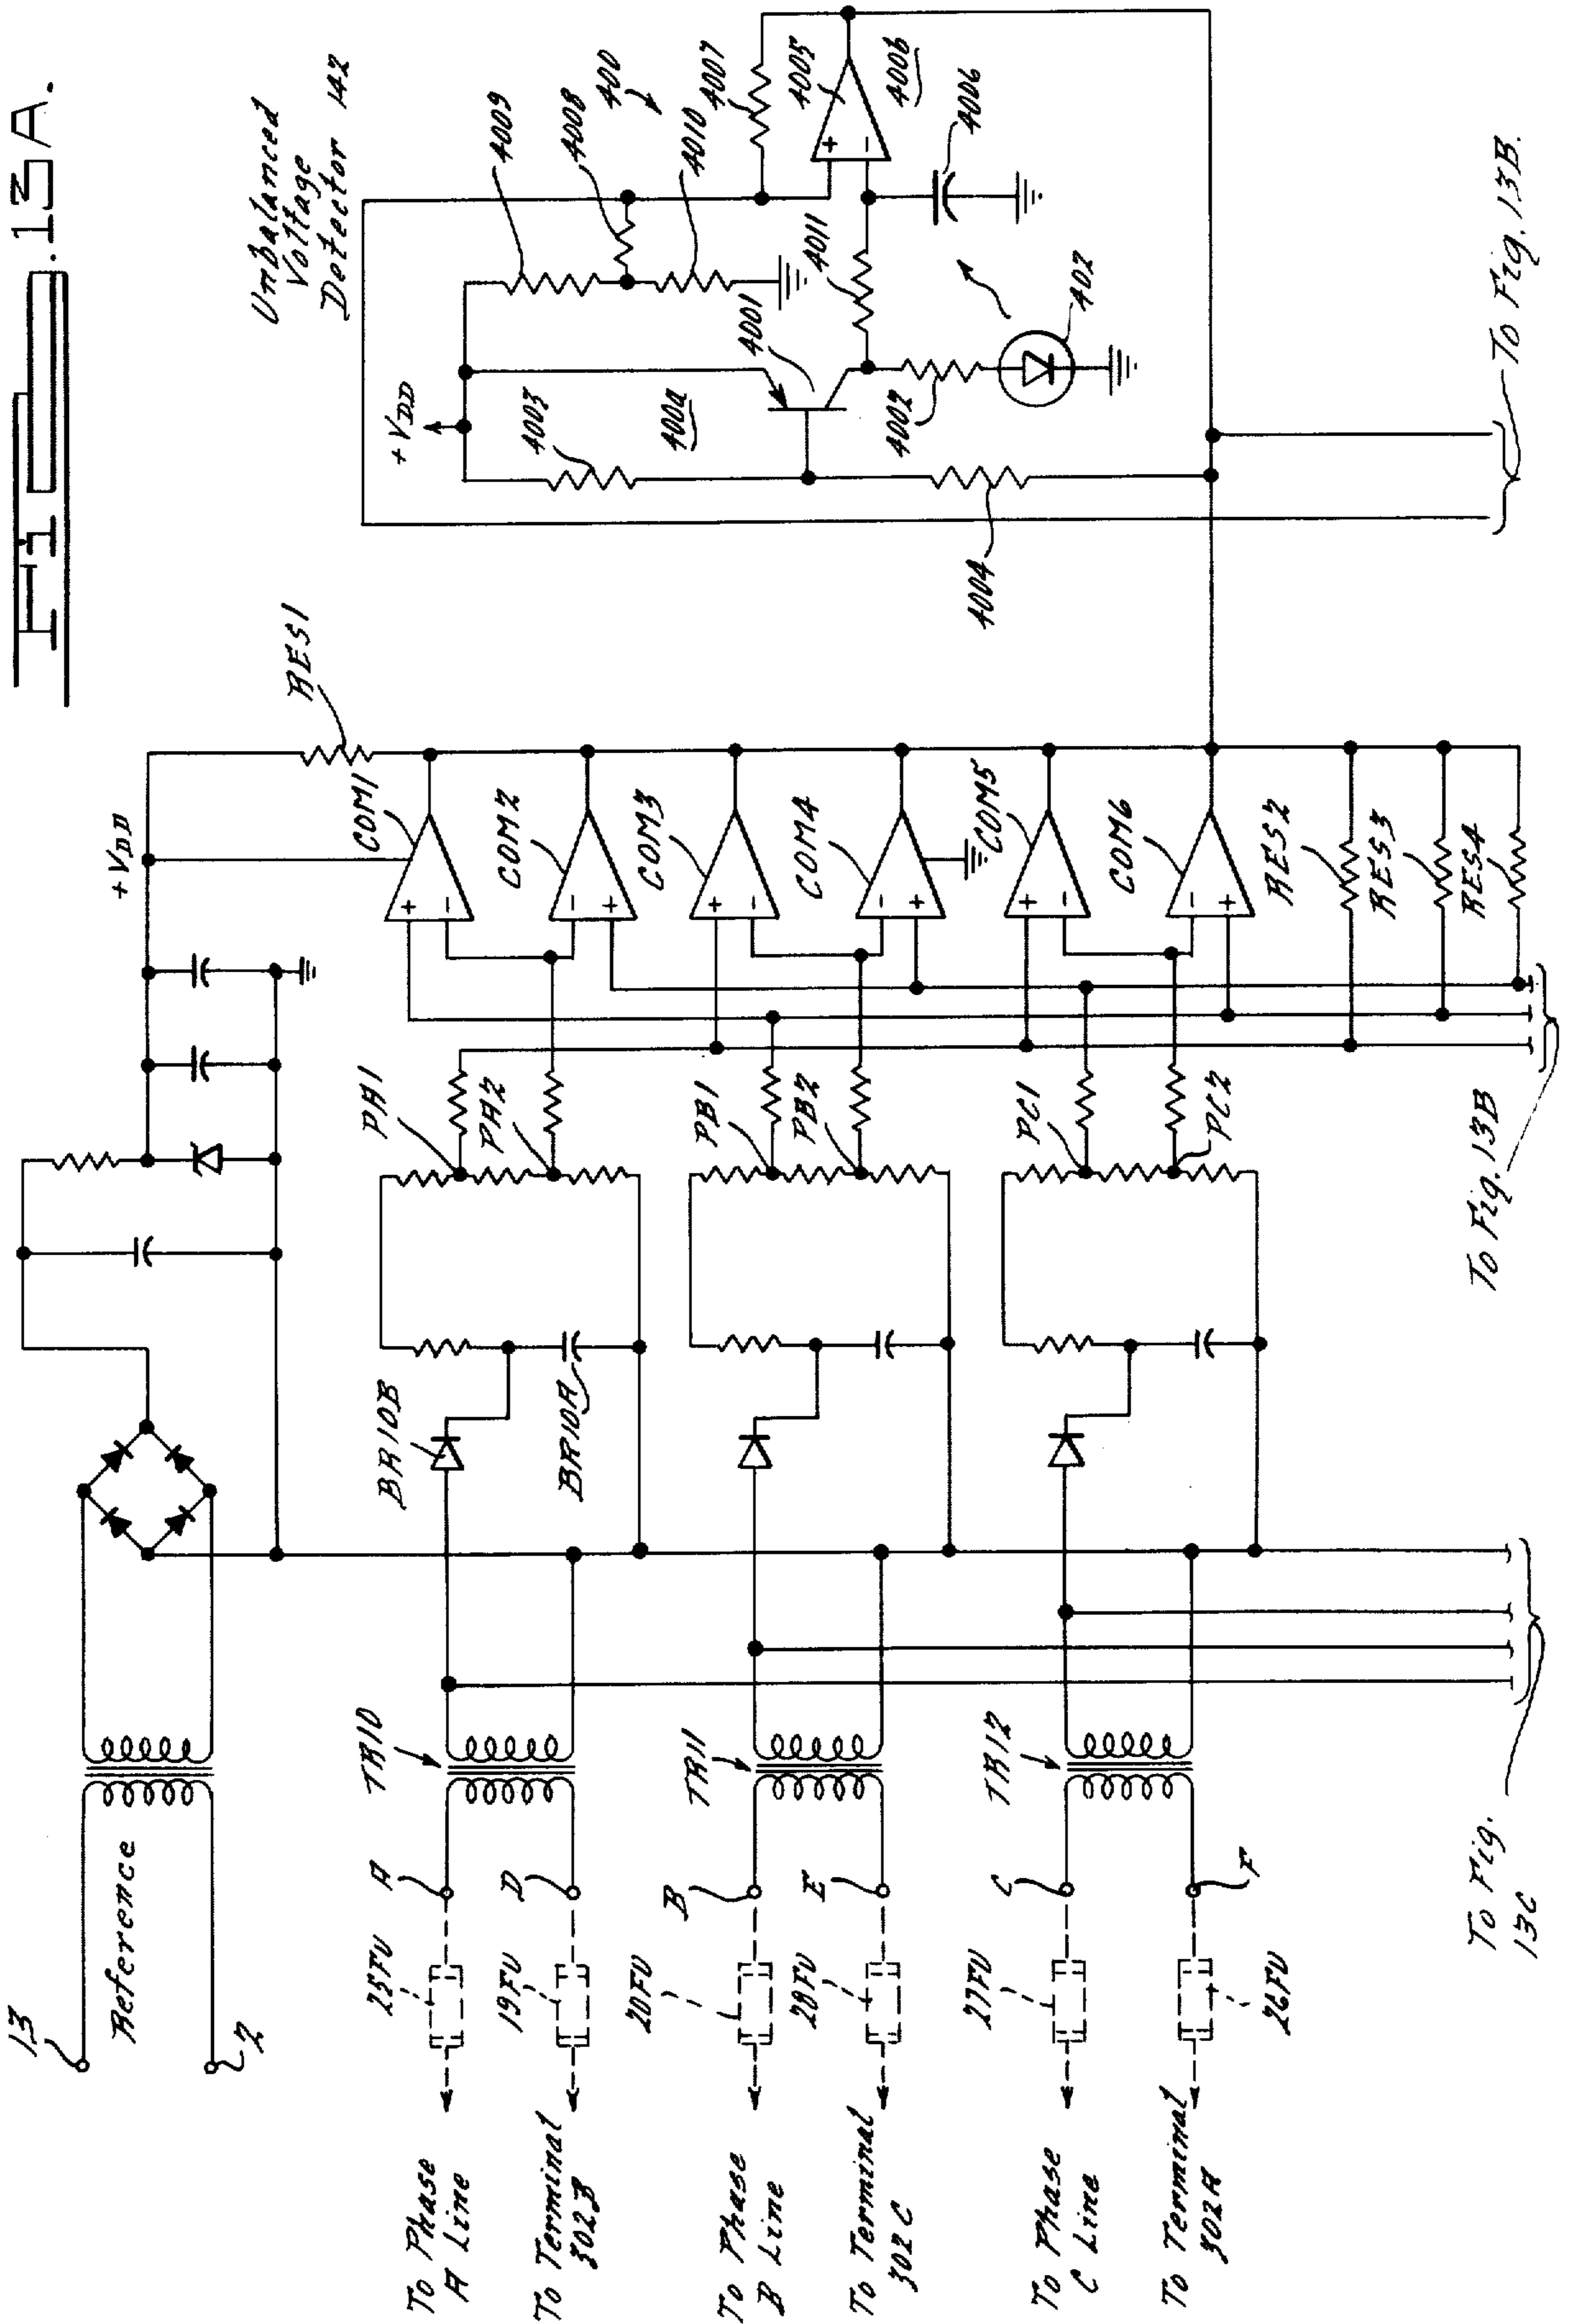 Fig. 13A.
Unbalanced
Voltage
Detector 142
13
Reference
2
+VDD
RES1
COM1
COM2
COM3
COM4
COM5
COM6
RES2
RES3
RES4
PA1
PA2
PB1
PB2
PC1
PC2
BR10B
BR10A
TR10
TR11
TR12
A
D
B
E
C
F
25FU
19FU
20FU
28FU
27FU
26FU
To Phase
A Line
To Terminal
302B
To Phase
B Line
To Terminal
302C
To Phase
C Line
To Terminal
302A
+VDD
4003
400a
4001
4002
4004
402
4009
4008
400
4010
4007
4005
400b
4006
4011
To Fig. 13B.
To Fig. 13B
To Fig.
13C